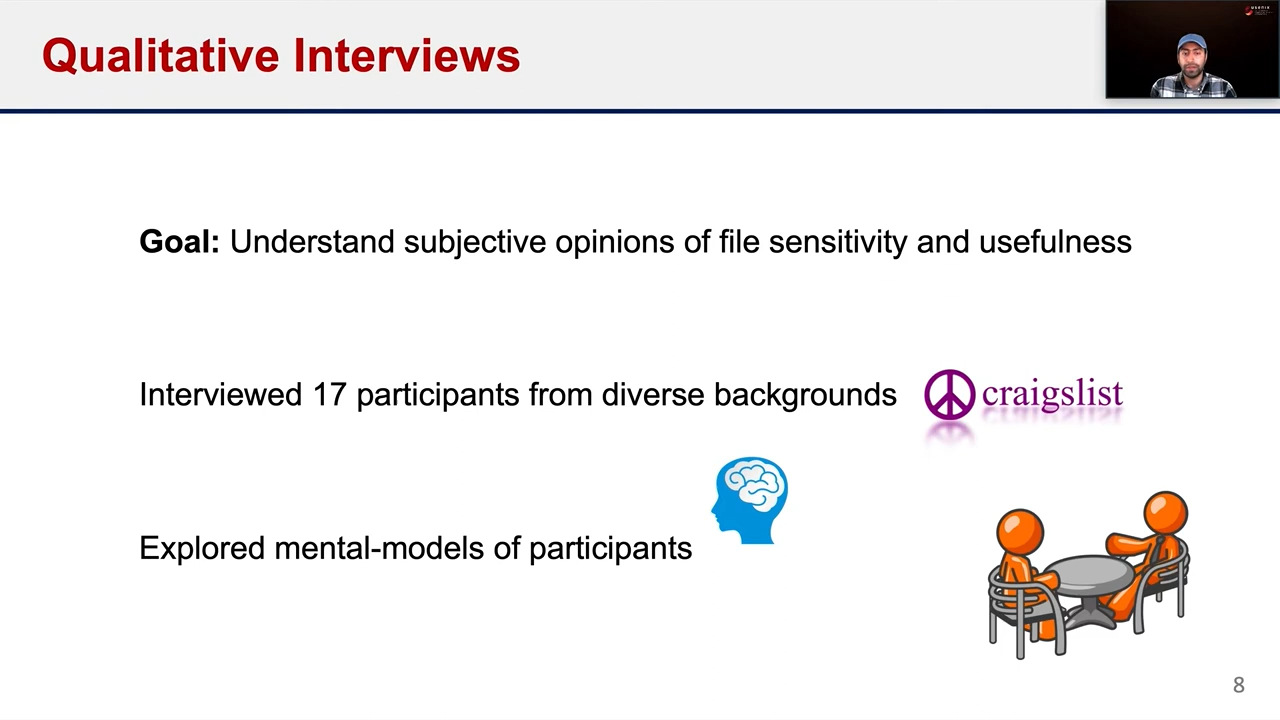 Qualitative Interviews
usenix
Goal: Understand subjective opinions of file sensitivity and usefulness
Interviewed 17 participants from diverse backgrounds
craigslist
Explored mental-models of participants
8